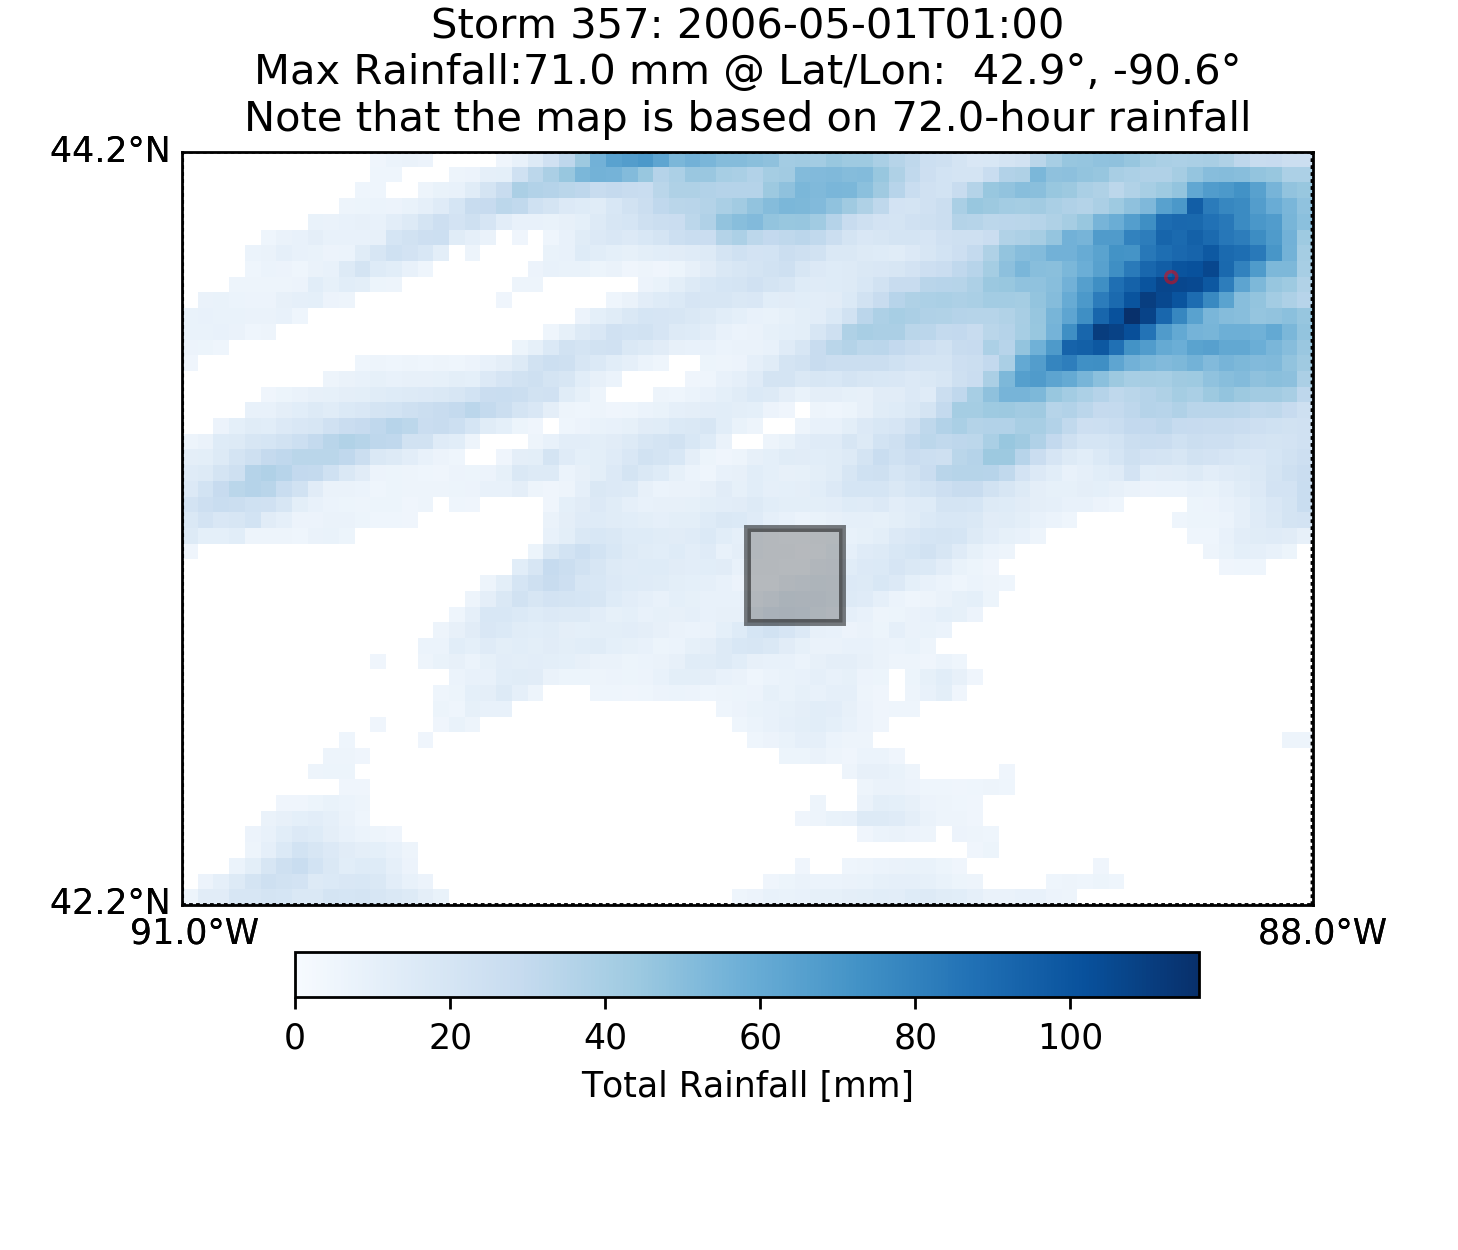 Storm 357: 2006-05-01T01:00
Max Rainfall:71.0 mm @ Lat/Lon:  42.9°, -90.6°
Note that the map is based on 72.0-hour rainfall
44.2°N
42.2°N
91.0°W 88.0°W
0 20 40 60 80 100
Total Rainfall [mm]